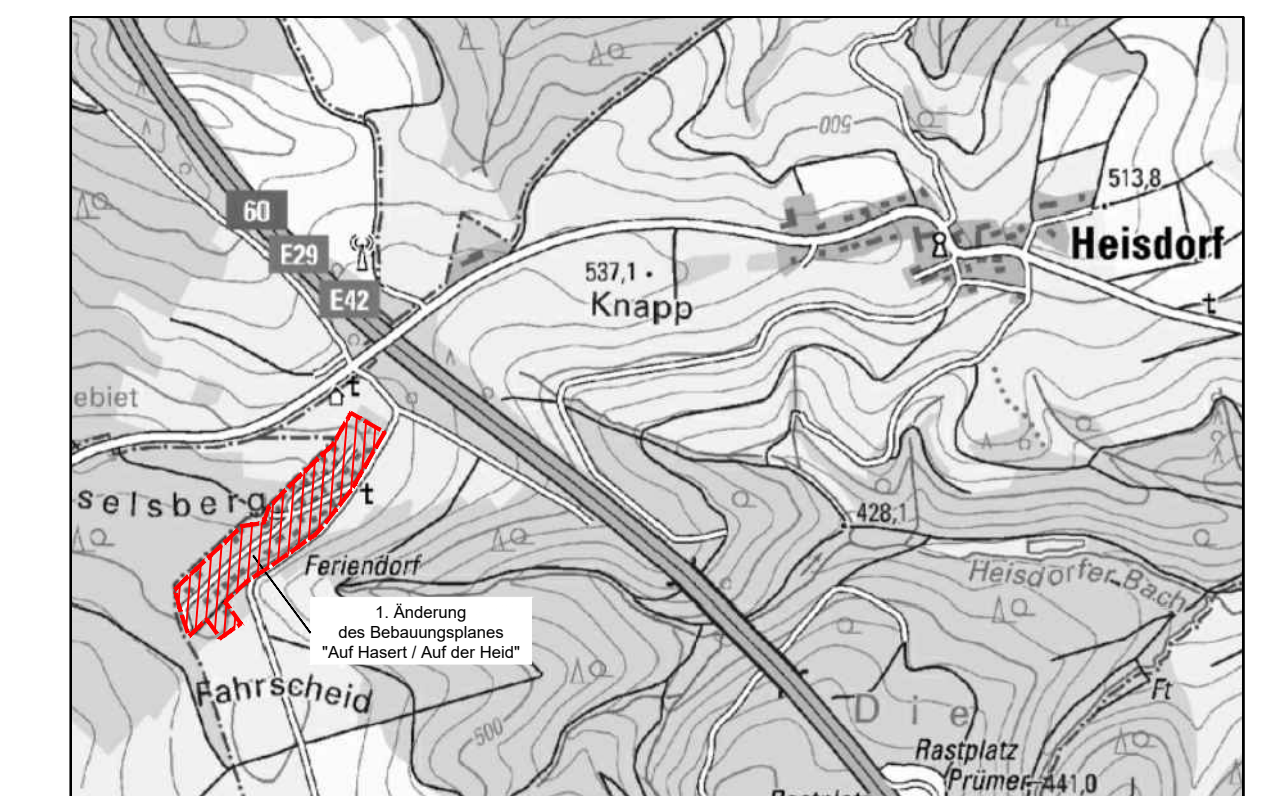 500
513,8
60
E29
E42
Heisdorf
537,1
Knapp
t
t
ebiet
selsberg
t
428,1
Feriendorf
Heisdorfer Bach
1. Änderung
des Bebauungsplanes
"Auf Hasert / Auf der Heid"
Fahrscheid
Ft
500
Die
Rastplatz
Prümer
441,0